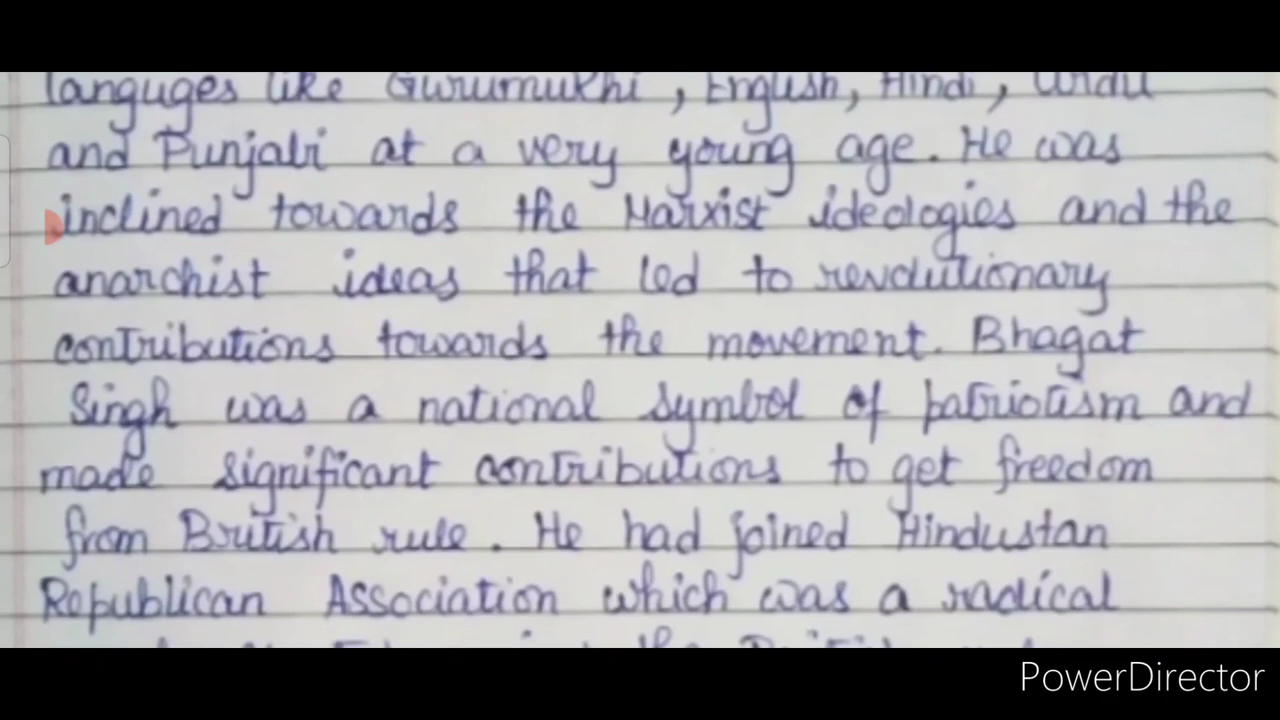 languges like Gurumukhi, English, Hindi, Urdu
and Punjabi at a very young age. He was
inclined towards the Marxist ideologies and the
anarchist ideas that led to revolutionary
contributions towards the movement. Bhagat
Singh was a national symbol of patriotism and
made significant contributions to get freedom
from British rule. He had joined Hindustan
Republican Association which was a radical
the British
PowerDirector